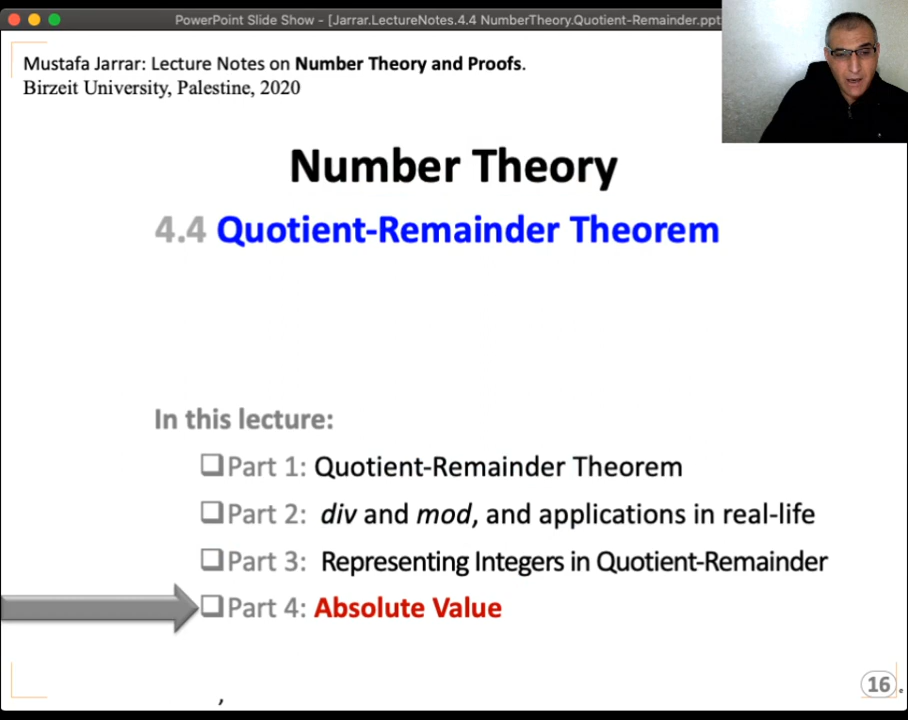 PowerPoint Slide Show - [Jarrar.LectureNotes.4.4 NumberTheory.Quotient-Remainder.ppt
Mustafa Jarrar: Lecture Notes on Number Theory and Proofs.
Birzeit University, Palestine, 2020
Number Theory
4.4 Quotient-Remainder Theorem
In this lecture:
Part 1: Quotient-Remainder Theorem
Part 2: div and mod, and applications in real-life
Part 3: Representing Integers in Quotient-Remainder
Part 4: Absolute Value
,
16